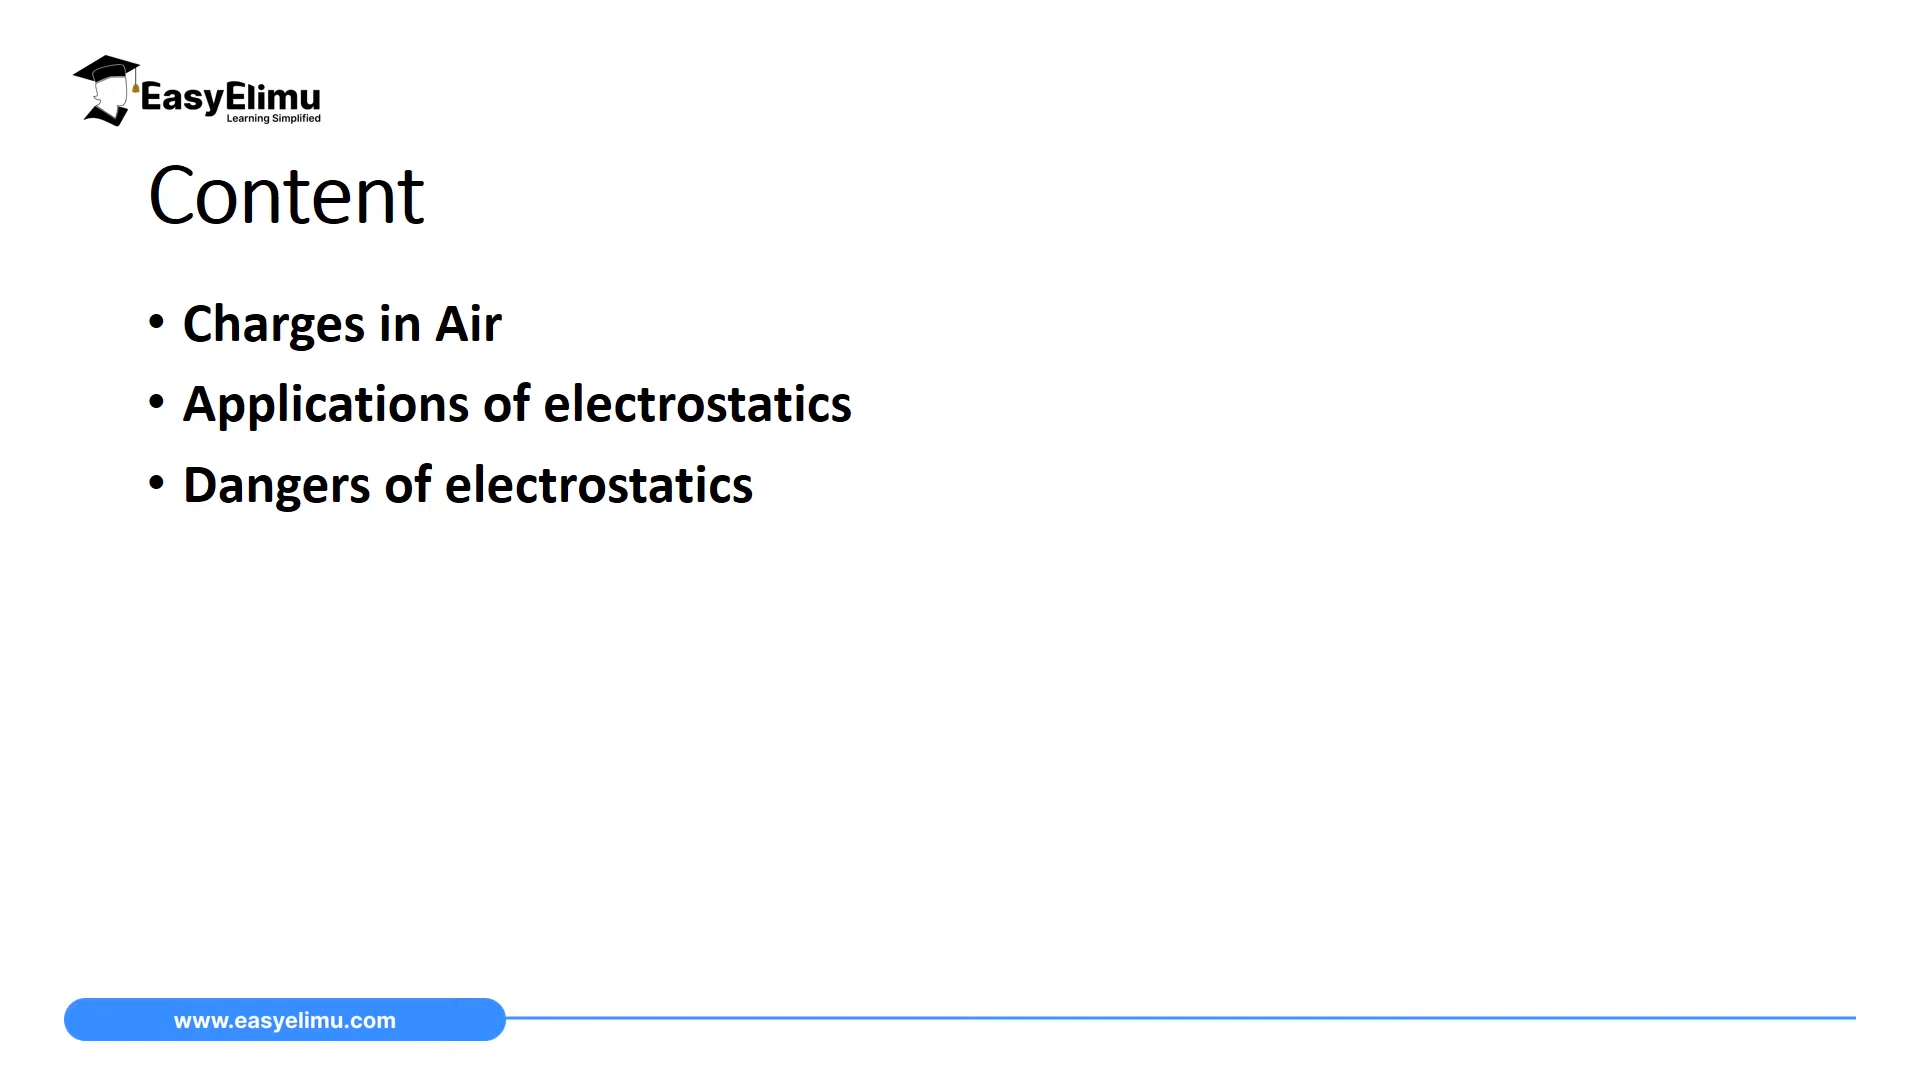 EasyElimu
Learning Simplified
Content
• Charges in Air
• Applications of electrostatics
• Dangers of electrostatics
www.easyelimu.com